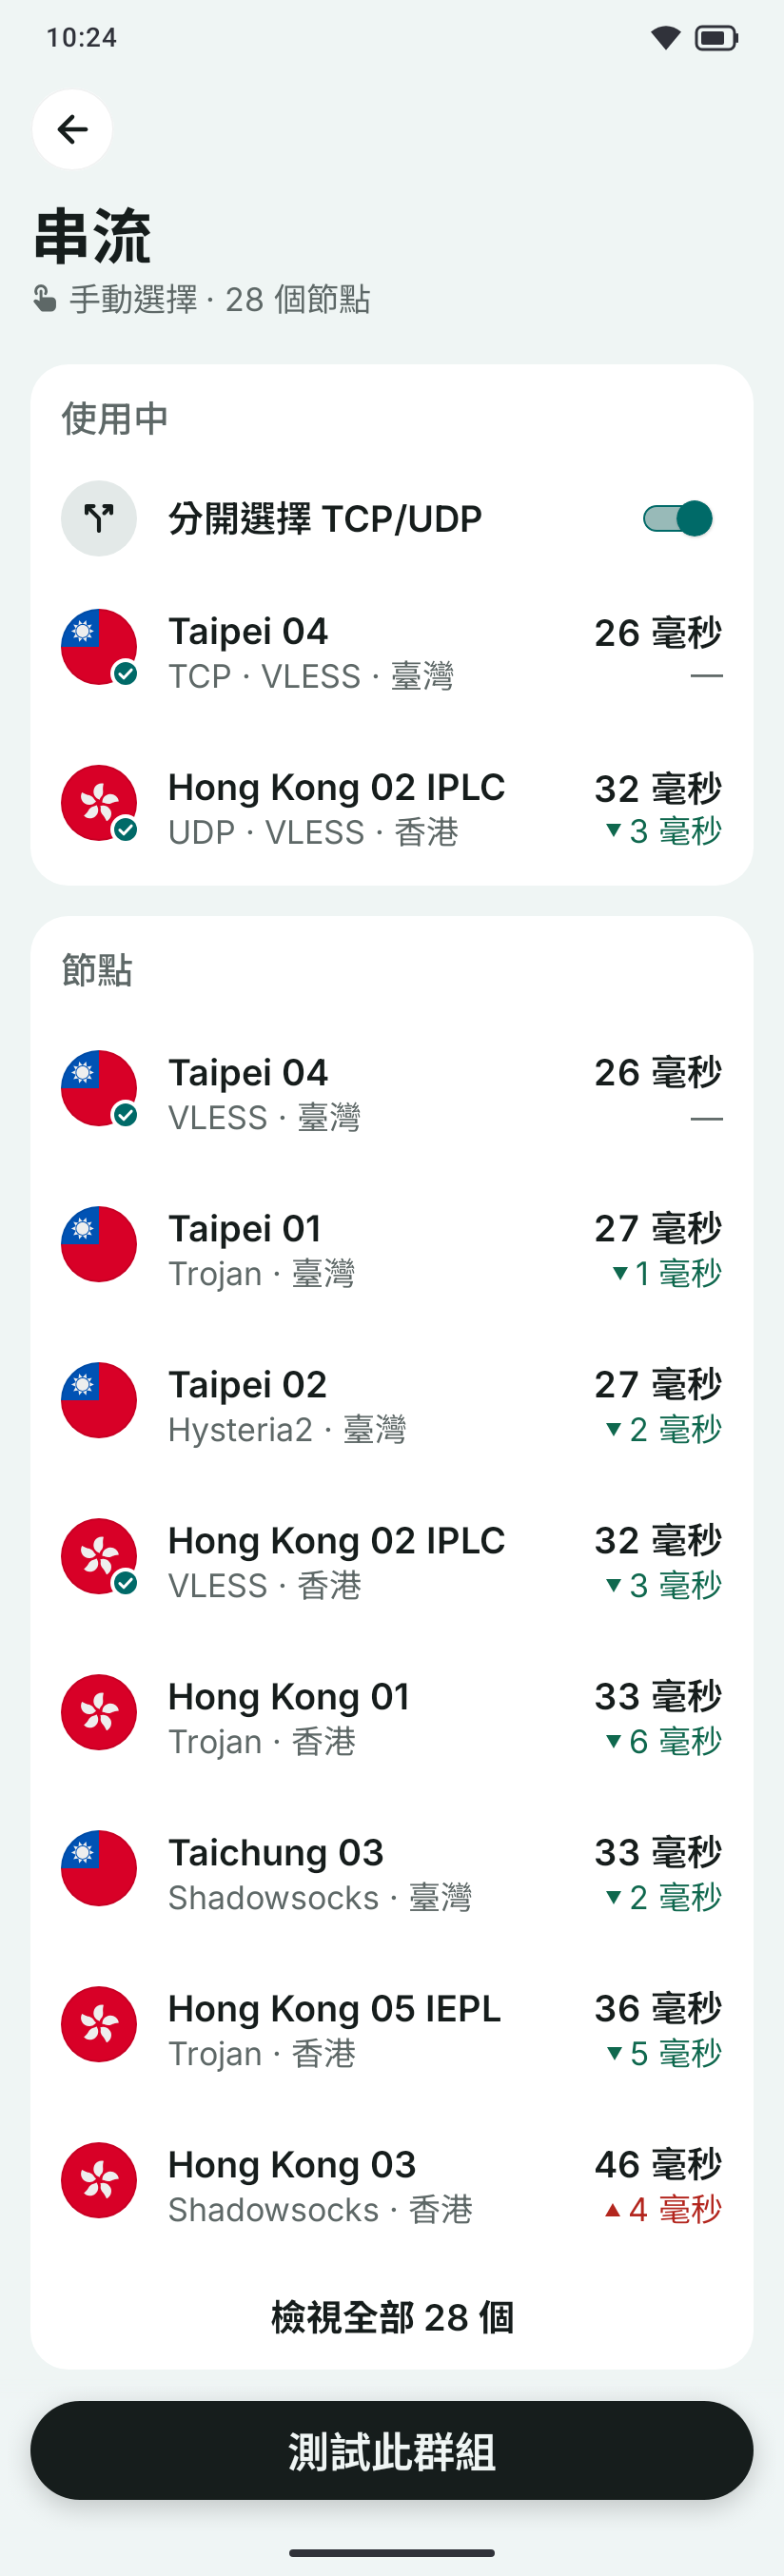 10:24
串流
手動選擇 · 28 個節點
使用中
分開選擇 TCP/UDP
Taipei 04
26 毫秒
TCP · VLESS · 臺灣
—
Hong Kong 02 IPLC
32 毫秒
UDP · VLESS · 香港
▼3 毫秒
節點
Taipei 04
26 毫秒
VLESS · 臺灣
—
Taipei 01
27 毫秒
Trojan · 臺灣
▼1 毫秒
Taipei 02
27 毫秒
Hysteria2 · 臺灣
▼2 毫秒
Hong Kong 02 IPLC
32 毫秒
VLESS · 香港
▼3 毫秒
Hong Kong 01
33 毫秒
Trojan · 香港
▼6 毫秒
Taichung 03
33 毫秒
Shadowsocks · 臺灣
▼2 毫秒
Hong Kong 05 IEPL
36 毫秒
Trojan · 香港
▼5 毫秒
Hong Kong 03
46 毫秒
Shadowsocks · 香港
▲4 毫秒
檢視全部 28 個
測試此群組